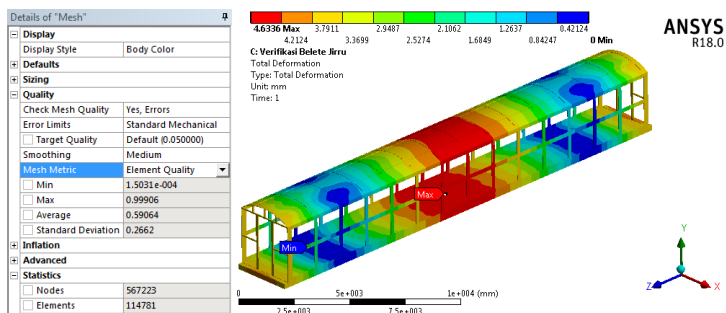 Details of "Mesh"
Display
Display Style Body Color
Defaults
Sizing
Quality
Check Mesh Quality Yes, Errors
Error Limits Standard Mechanical
Target Quality Default (0.050000)
Smoothing Medium
Mesh Metric Element Quality
Min 1.5031e-004
Max 0.99906
Average 0.59064
Standard Deviation 0.2662
Inflation
Advanced
Statistics
Nodes 567223
Elements 114781
4.6336 Max 3.7911 2.9487 2.1062 1.2637 0.42124
4.2124 3.3699 2.5274 1.6849 0.84247 0 Min
C: Verifikasi Belete Jirru
Total Deformation
Type: Total Deformation
Unit: mm
Time: 1
ANSYS
R18.0
Max
Min
Y
Z X
0 5e+003 1e+004 (mm)
2.5e+003 7.5e+003